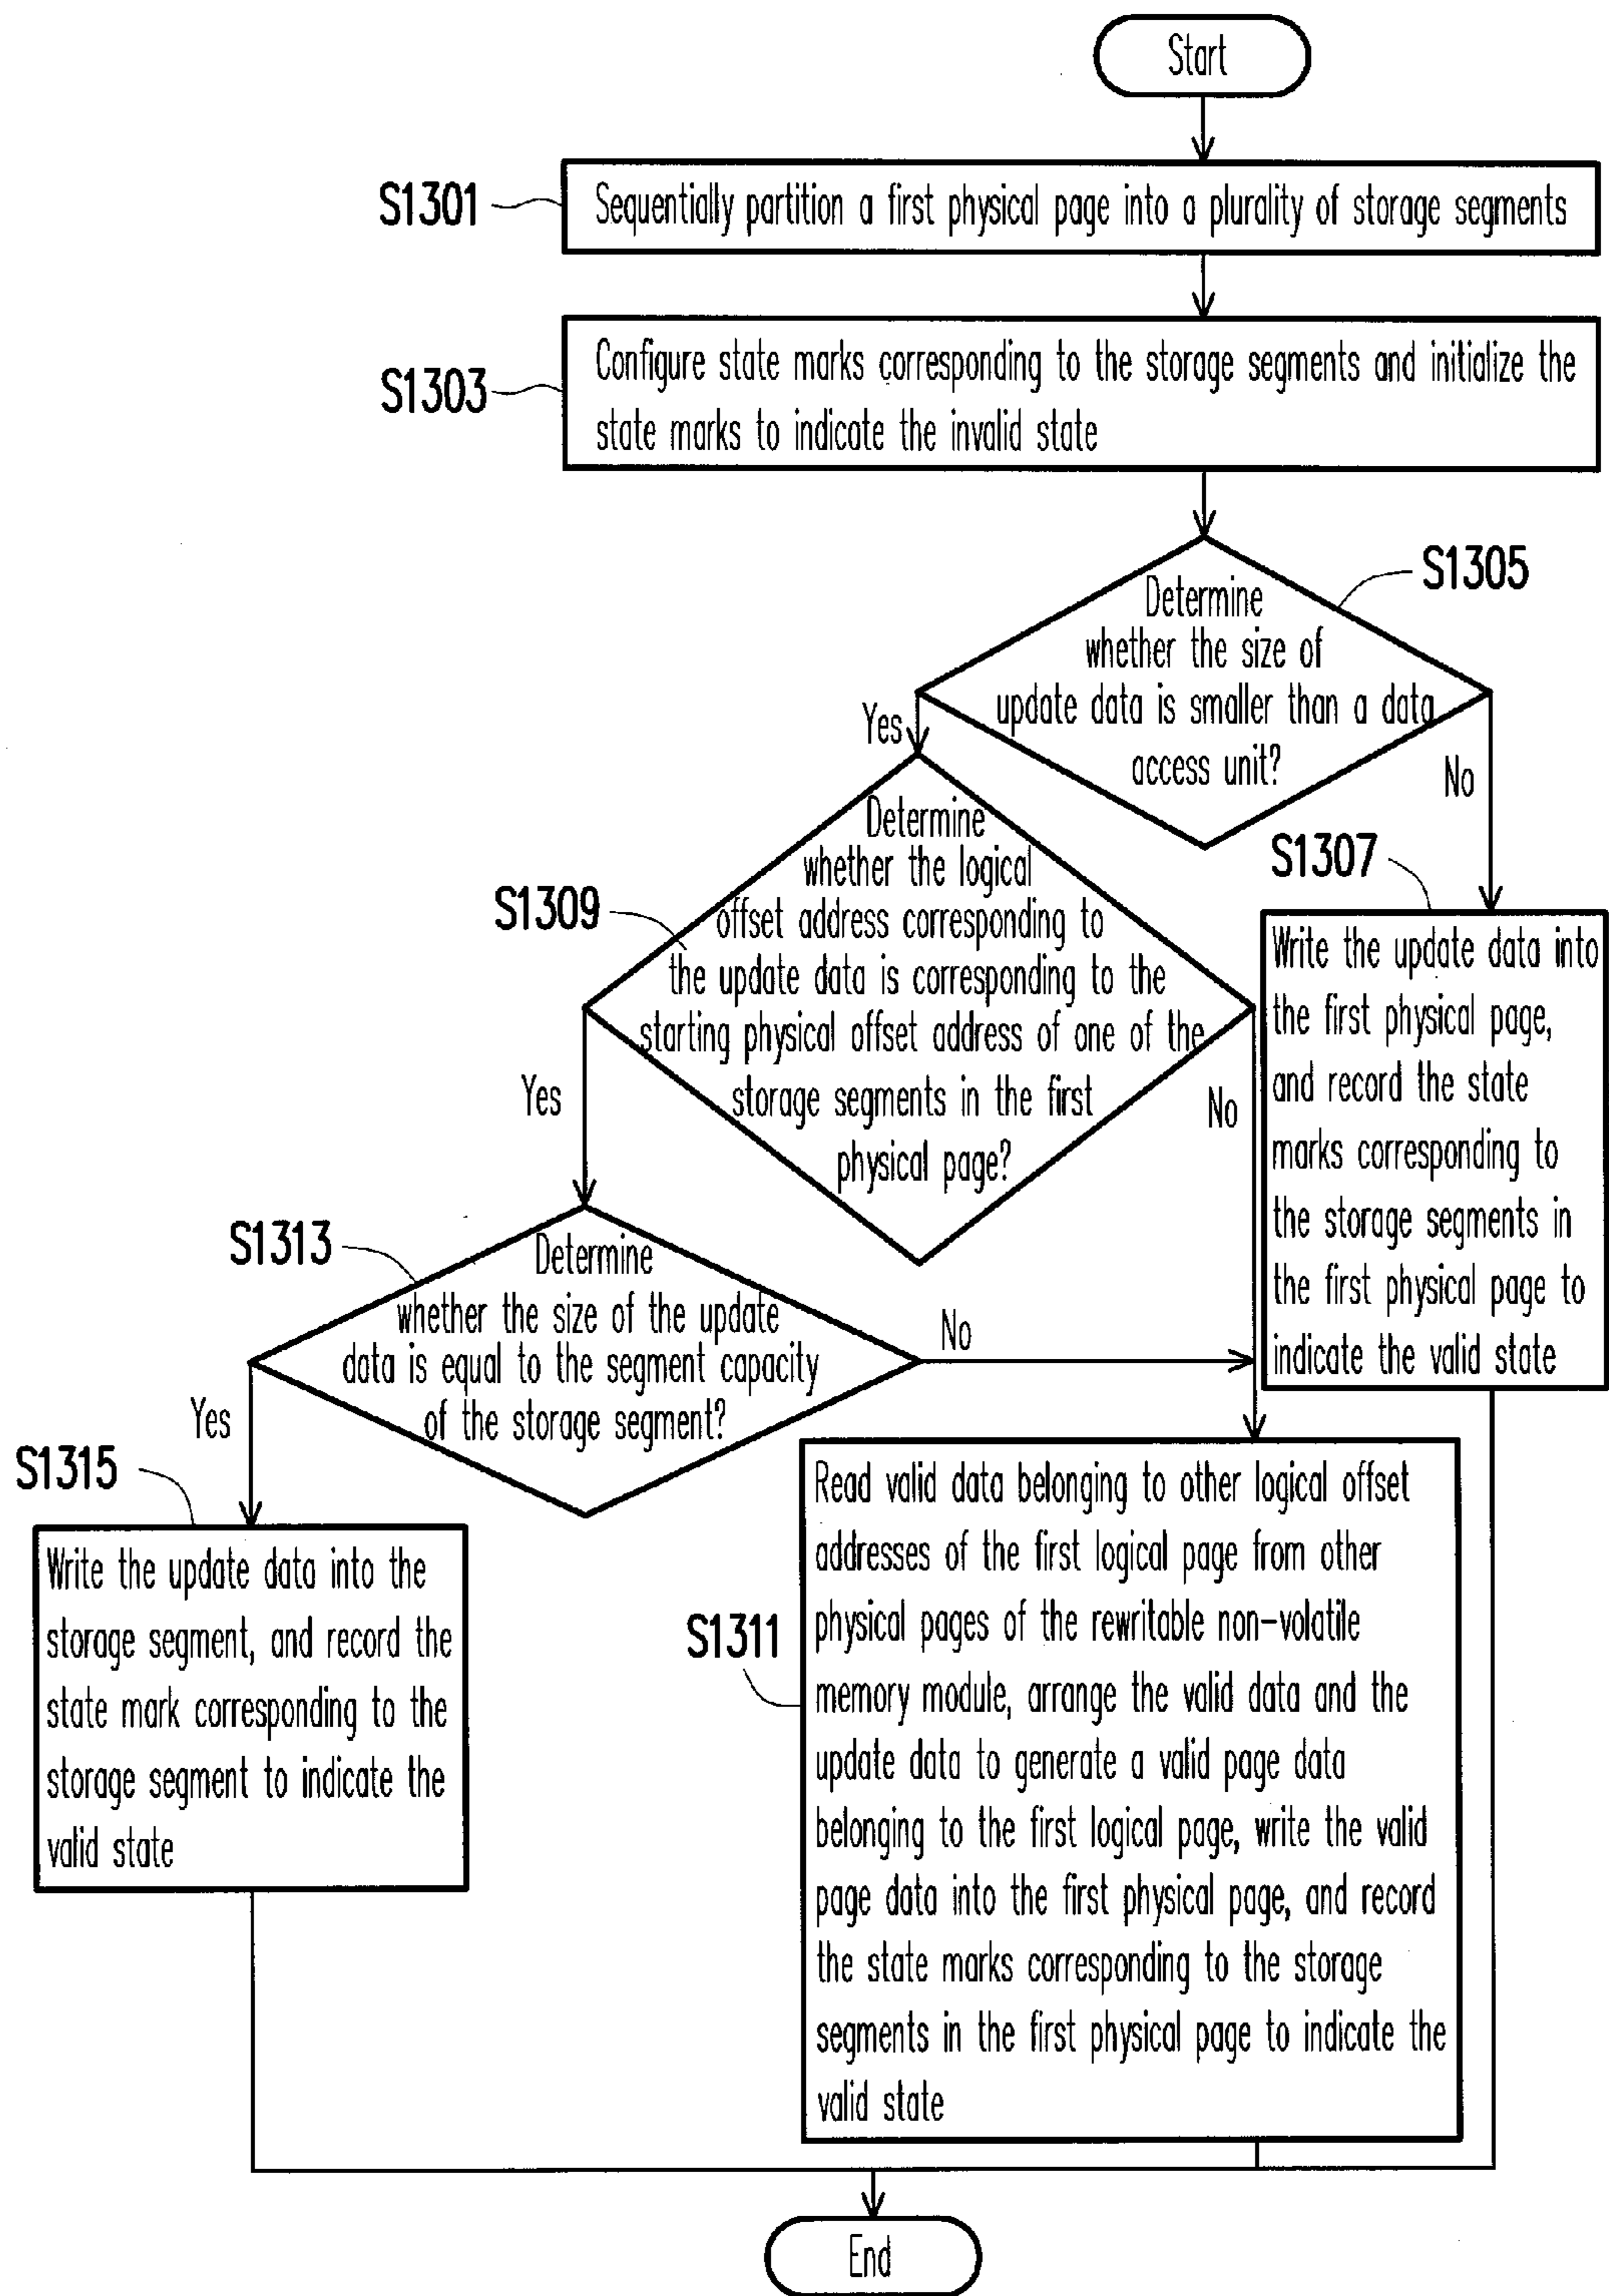 Start
S1301
Sequentially partition a first physical page into a plurality of storage segments
S1303
Configure state marks corresponding to the storage segments and initialize the
state marks to indicate the invalid state
S1305
Determine
whether the size of
update data is smaller than a data
access unit?
Yes
No
S1307
Write the update data into
the first physical page,
and record the state
marks corresponding to
the storage segments in
the first physical page to
indicate the valid state
S1309
Determine
whether the logical
offset address corresponding to
the update data is corresponding to the
starting physical offset address of one of the
storage segments in the first
physical page?
Yes
No
S1313
Determine
whether the size of the update
data is equal to the segment capacity
of the storage segment?
No
Yes
S1315
Write the update data into the
storage segment, and record the
state mark corresponding to the
storage segment to indicate the
valid state
S1311
Read valid data belonging to other logical offset
addresses of the first logical page from other
physical pages of the rewritable non-volatile
memory module, arrange the valid data and the
update data to generate a valid page data
belonging to the first logical page, write the valid
page data into the first physical page, and record
the state marks corresponding to the storage
segments in the first physical page to indicate the
valid state
End